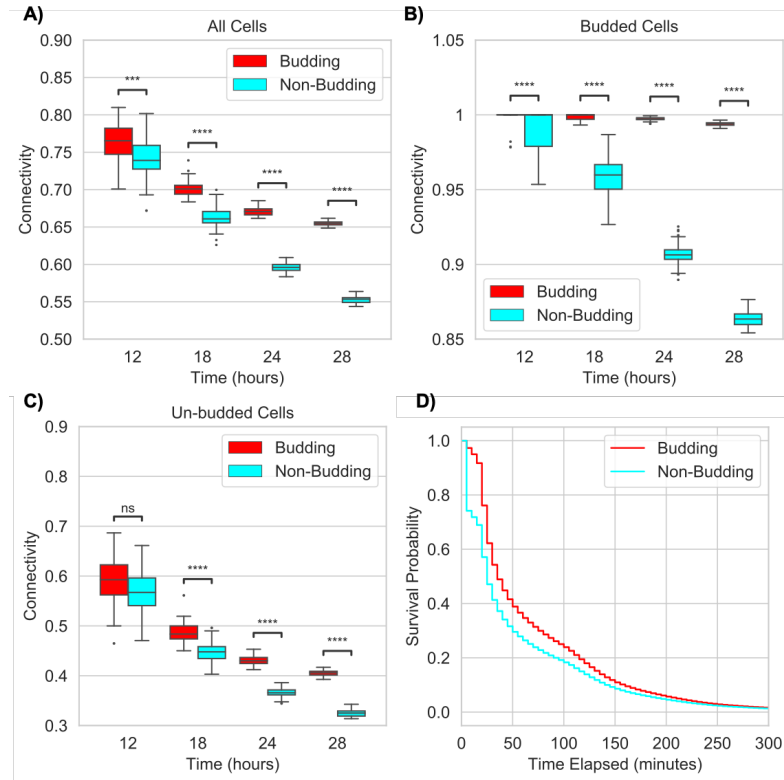 A)
All Cells
Connectivity
0.80
0.75
0.70
0.65
0.60
0.55
0.50
***
****
****
****
Budding
Non-Budding
12 18 24 28
Time (hours)
B)
Budded Cells
Connectivity
1.05
1.025
1
0.95
0.9
0.85
****
****
****
****
Budding
Non-Budding
12 18 24 28
Time (hours)
C)
Un-budded Cells
Connectivity
0.9
0.8
0.7
0.6
0.5
0.4
0.3
ns
****
****
****
Budding
Non-Budding
12 18 24 28
Time (hours)
D)
Survival Probability
1.0
0.8
0.6
0.4
0.2
0.0
Budding
Non-Budding
0 50 100 150 200 250 300
Time Elapsed (minutes)